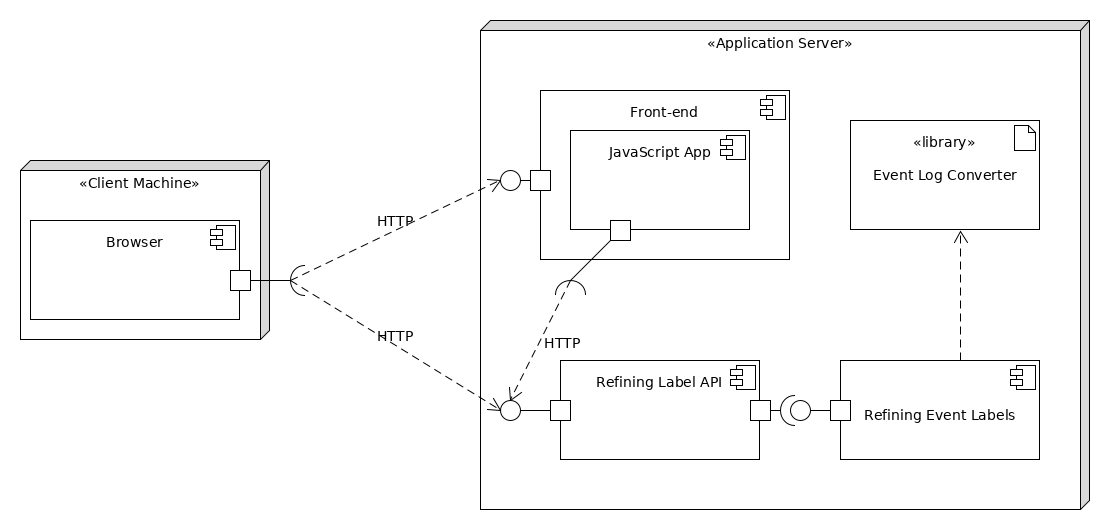 «Application Server»
Front-end
JavaScript App
«library»
Event Log Converter
«Client Machine»
Browser
HTTP
HTTP
HTTP
Refining Label API
Refining Event Labels